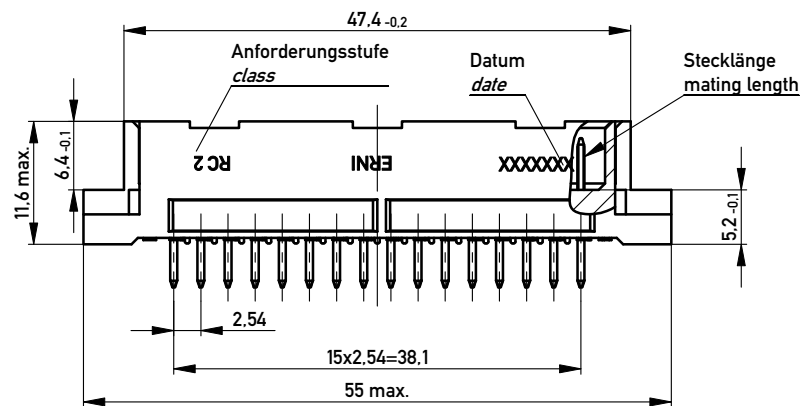 47,4 -0,2
Anforderungsstufe
class
Datum
date
Stecklänge
mating length
11,6 max.
6,4 -0,1
RC 2
ERNI
XXXXXXXX
5,2 -0,1
2,54
15x2,54=38,1
55 max.